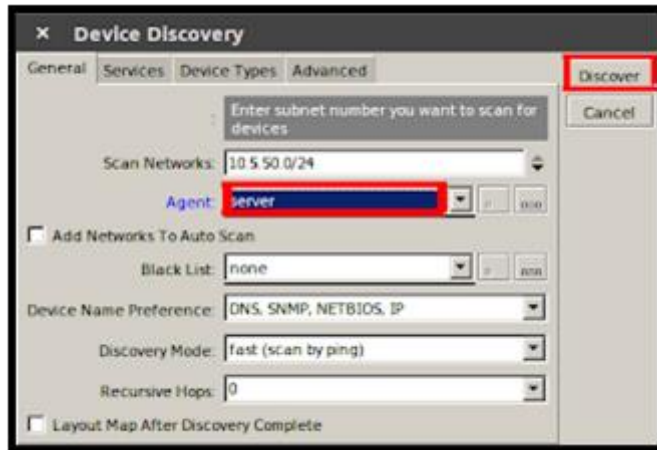 × Device Discovery
General Services Device Types Advanced
Discover
Cancel
: Enter subnet number you want to scan for
devices
Scan Networks: 10.5.50.0/24
Agent: server
Add Networks To Auto Scan
Black List: none
Device Name Preference: DNS, SNMP, NETBIOS, IP
Discovery Mode: fast (scan by ping)
Recursive Hops: 0
Layout Map After Discovery Complete